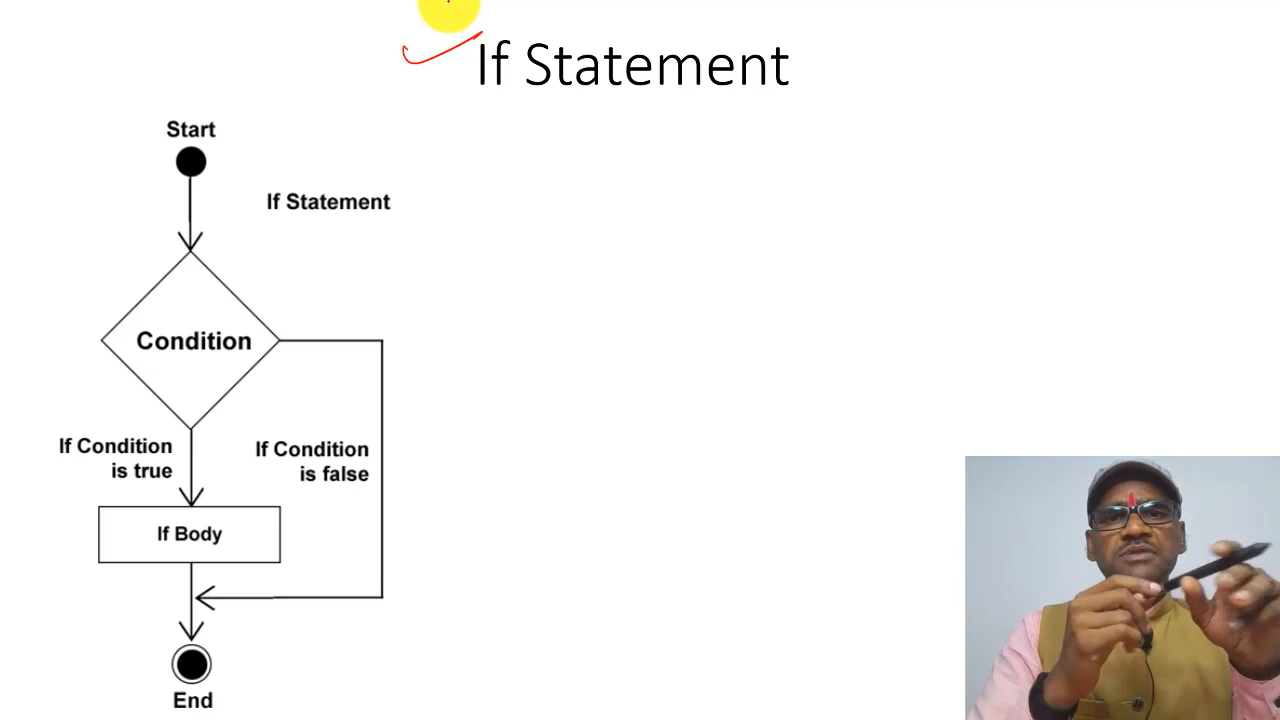 If Statement
Start
If Statement
Condition
If Condition
is true
If Condition
is false
If Body
End